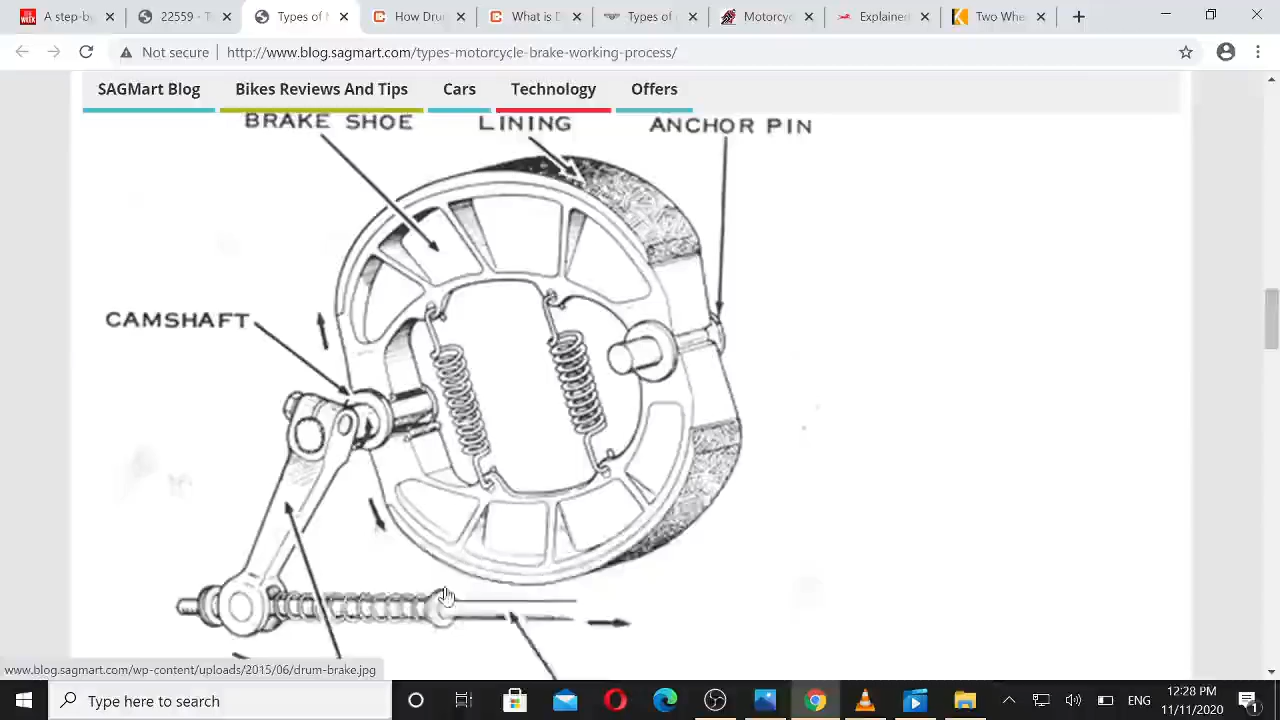 A step-b
22559 - T
Types of
How Dru
What is D
Types of
Motorcyc
Explained
Two Whe
Not secure
http://www.blog.sagmart.com/types-motorcycle-brake-working-process/
SAGMart Blog
Bikes Reviews And Tips
Cars
Technology
Offers
BRAKE SHOE
LINING
ANCHOR PIN
CAMSHAFT
www.blog.sagmart.com/wp-content/uploads/2015/06/drum-brake.jpg
Type here to search
ENG
12:28 PM
11/11/2020
1